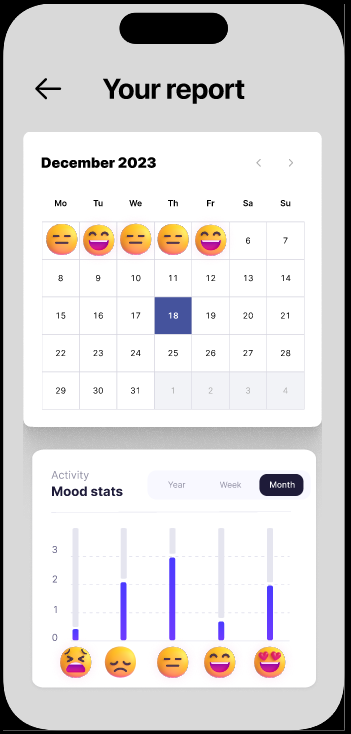 Your report
December 2023
Mo Tu We Th Fr Sa Su
6 7
8 9 10 11 12 13 14
15 16 17 18 19 20 21
22 23 24 25 26 27 28
29 30 31 1 2 3 4
Activity
Mood stats
Year Week Month
3
2
1
0